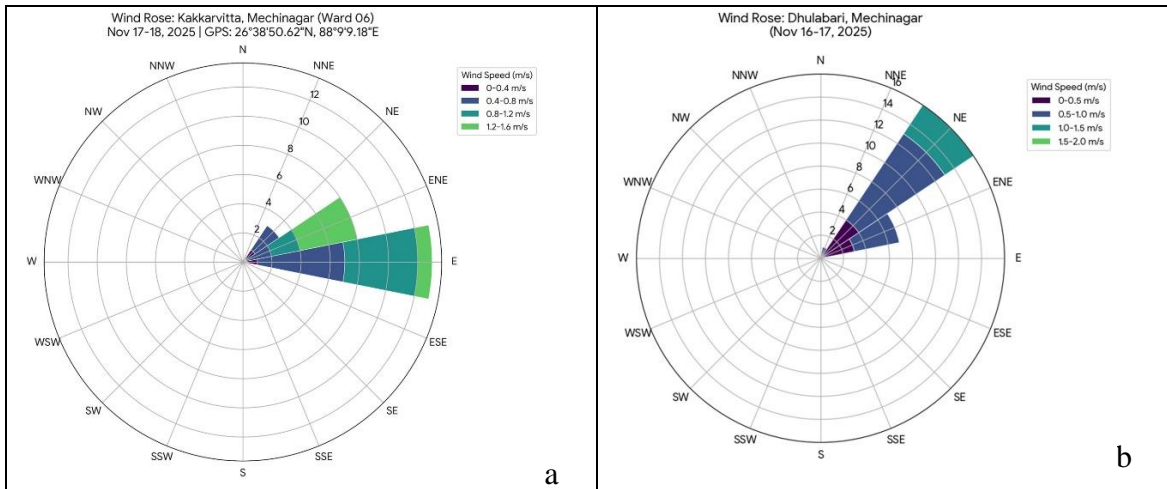 Wind Rose: Kakkarvitta, Mechinagar (Ward 06)
Nov 17-18, 2025 | GPS: 26°38'50.62"N, 88°9'9.18"E
N
NNE
NE
ENE
E
ESE
SE
SSE
S
SSW
SW
WSW
W
WNW
NW
NNW
2
4
6
8
10
12
Wind Speed (m/s)
0-0.4 m/s
0.4-0.8 m/s
0.8-1.2 m/s
1.2-1.6 m/s
a
Wind Rose: Dhulabari, Mechinagar
(Nov 16-17, 2025)
N
NNE
NE
ENE
E
ESE
SE
SSE
S
SSW
SW
WSW
W
WNW
NW
NNW
2
4
6
8
10
12
14
16
Wind Speed (m/s)
0-0.5 m/s
0.5-1.0 m/s
1.0-1.5 m/s
1.5-2.0 m/s
b